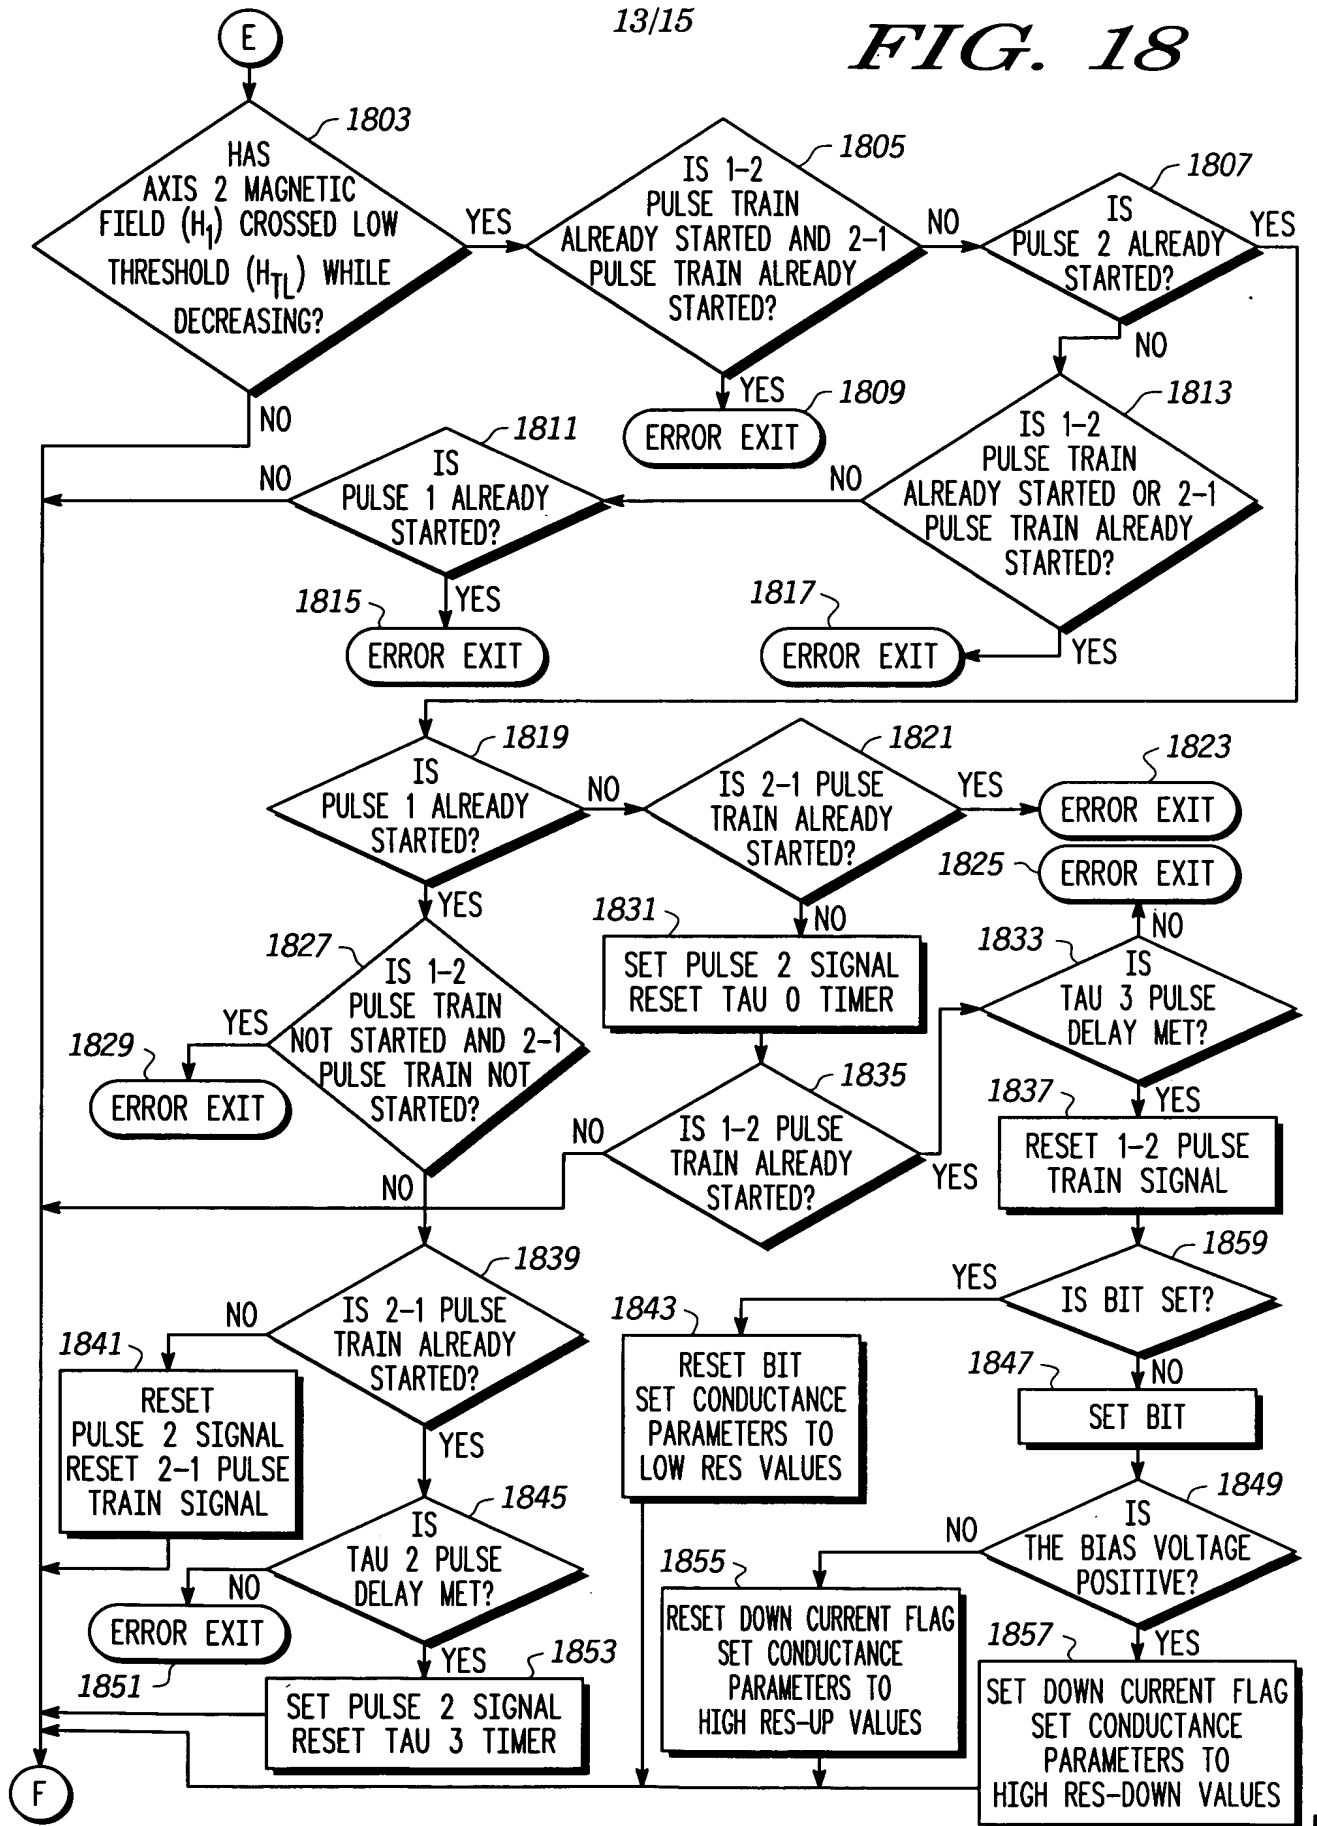 13/15
FIG. 18
E
1803
HAS
AXIS 2 MAGNETIC
FIELD (H1) CROSSED LOW
THRESHOLD (HTL) WHILE
DECREASING?
YES
NO
1805
IS 1-2
PULSE TRAIN
ALREADY STARTED AND 2-1
PULSE TRAIN ALREADY
STARTED?
NO
YES
1807
IS
PULSE 2 ALREADY
STARTED?
YES
NO
1809
ERROR EXIT
1811
IS
PULSE 1 ALREADY
STARTED?
NO
YES
1813
IS 1-2
PULSE TRAIN
ALREADY STARTED OR 2-1
PULSE TRAIN ALREADY
STARTED?
NO
YES
1815
ERROR EXIT
1817
ERROR EXIT
1819
IS
PULSE 1 ALREADY
STARTED?
NO
YES
1821
IS 2-1 PULSE
TRAIN ALREADY
STARTED?
YES
NO
1823
ERROR EXIT
1825
ERROR EXIT
1827
IS 1-2
PULSE TRAIN
NOT STARTED AND 2-1
PULSE TRAIN NOT
STARTED?
YES
NO
1829
ERROR EXIT
1831
SET PULSE 2 SIGNAL
RESET TAU 0 TIMER
1833
NO
IS
TAU 3 PULSE
DELAY MET?
YES
1835
IS 1-2 PULSE
TRAIN ALREADY
STARTED?
NO
YES
1837
RESET 1-2 PULSE
TRAIN SIGNAL
1839
IS 2-1 PULSE
TRAIN ALREADY
STARTED?
NO
YES
1859
IS BIT SET?
YES
NO
1841
RESET
PULSE 2 SIGNAL
RESET 2-1 PULSE
TRAIN SIGNAL
1843
RESET BIT
SET CONDUCTANCE
PARAMETERS TO
LOW RES VALUES
1847
SET BIT
1845
IS
TAU 2 PULSE
DELAY MET?
NO
YES
1849
IS
THE BIAS VOLTAGE
POSITIVE?
NO
YES
ERROR EXIT
1851
1853
SET PULSE 2 SIGNAL
RESET TAU 3 TIMER
1855
RESET DOWN CURRENT FLAG
SET CONDUCTANCE
PARAMETERS TO
HIGH RES-UP VALUES
1857
SET DOWN CURRENT FLAG
SET CONDUCTANCE
PARAMETERS TO
HIGH RES-DOWN VALUES
F